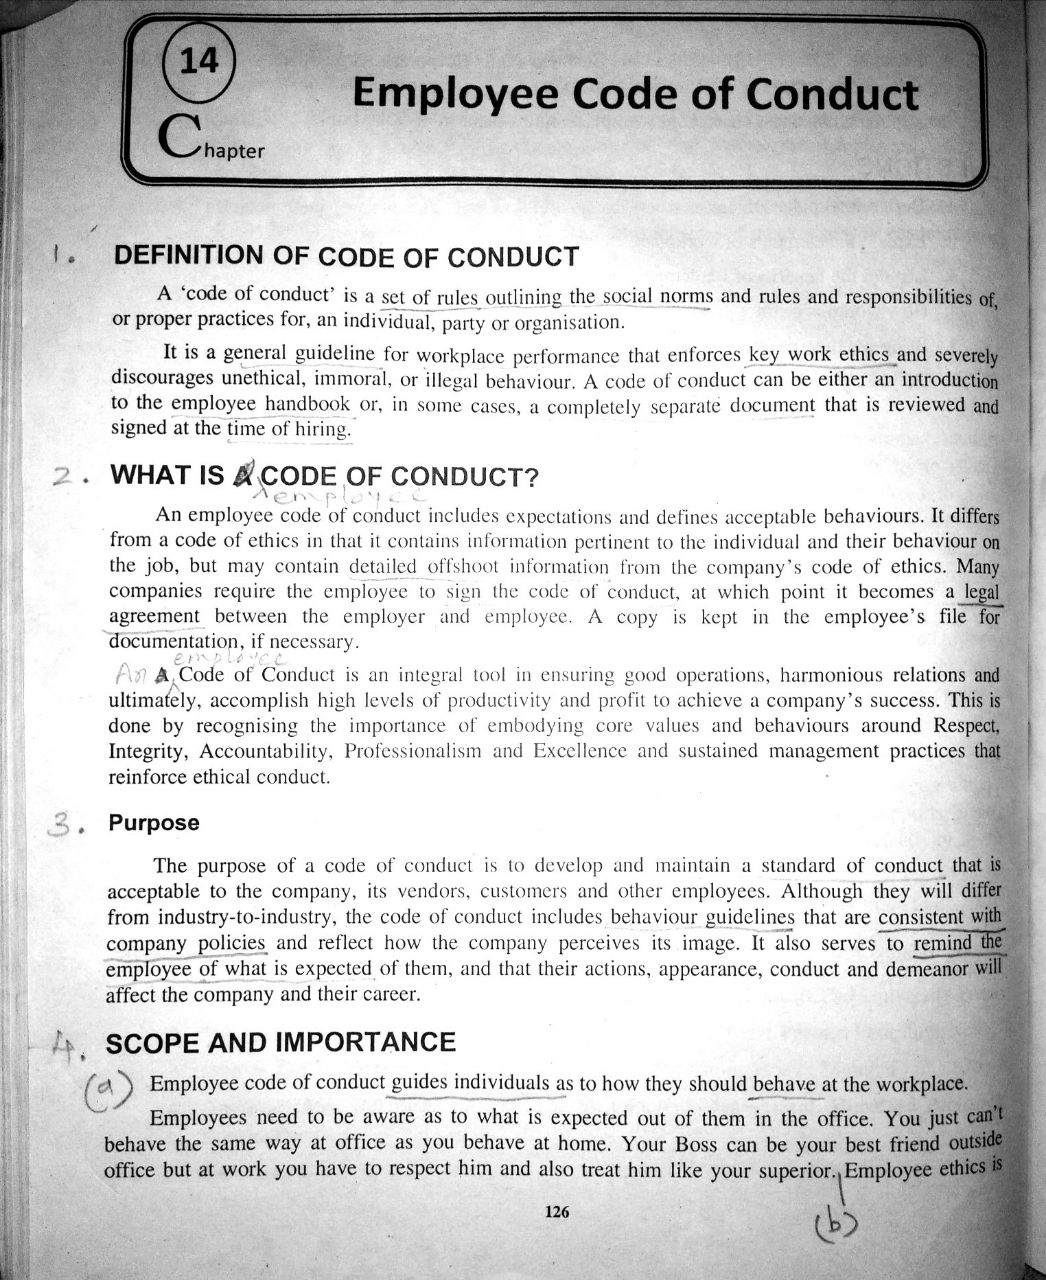 14
Chapter
Employee Code of Conduct
1. DEFINITION OF CODE OF CONDUCT
A ‘code of conduct’ is a set of rules outlining the social norms and rules and responsibilities of,
or proper practices for, an individual, party or organisation.
It is a general guideline for workplace performance that enforces key work ethics and severely
discourages unethical, immoral, or illegal behaviour. A code of conduct can be either an introduction
to the employee handbook or, in some cases, a completely separate document that is reviewed and
signed at the time of hiring.
2. WHAT IS A CODE OF CONDUCT?
employee
An employee code of conduct includes expectations and defines acceptable behaviours. It differs
from a code of ethics in that it contains information pertinent to the individual and their behaviour on
the job, but may contain detailed offshoot information from the company’s code of ethics. Many
companies require the employee to sign the code of conduct, at which point it becomes a legal
agreement between the employer and employee. A copy is kept in the employee’s file for
documentation, if necessary.
employee
An A Code of Conduct is an integral tool in ensuring good operations, harmonious relations and
ultimately, accomplish high levels of productivity and profit to achieve a company’s success. This is
done by recognising the importance of embodying core values and behaviours around Respect,
Integrity, Accountability, Professionalism and Excellence and sustained management practices that
reinforce ethical conduct.
3. Purpose
The purpose of a code of conduct is to develop and maintain a standard of conduct that is
acceptable to the company, its vendors, customers and other employees. Although they will differ
from industry-to-industry, the code of conduct includes behaviour guidelines that are consistent with
company policies and reflect how the company perceives its image. It also serves to remind the
employee of what is expected of them, and that their actions, appearance, conduct and demeanor will
affect the company and their career.
4. SCOPE AND IMPORTANCE
(a) Employee code of conduct guides individuals as to how they should behave at the workplace.
Employees need to be aware as to what is expected out of them in the office. You just can’t
behave the same way at office as you behave at home. Your Boss can be your best friend outside
office but at work you have to respect him and also treat him like your superior. Employee ethics is
126
(b)